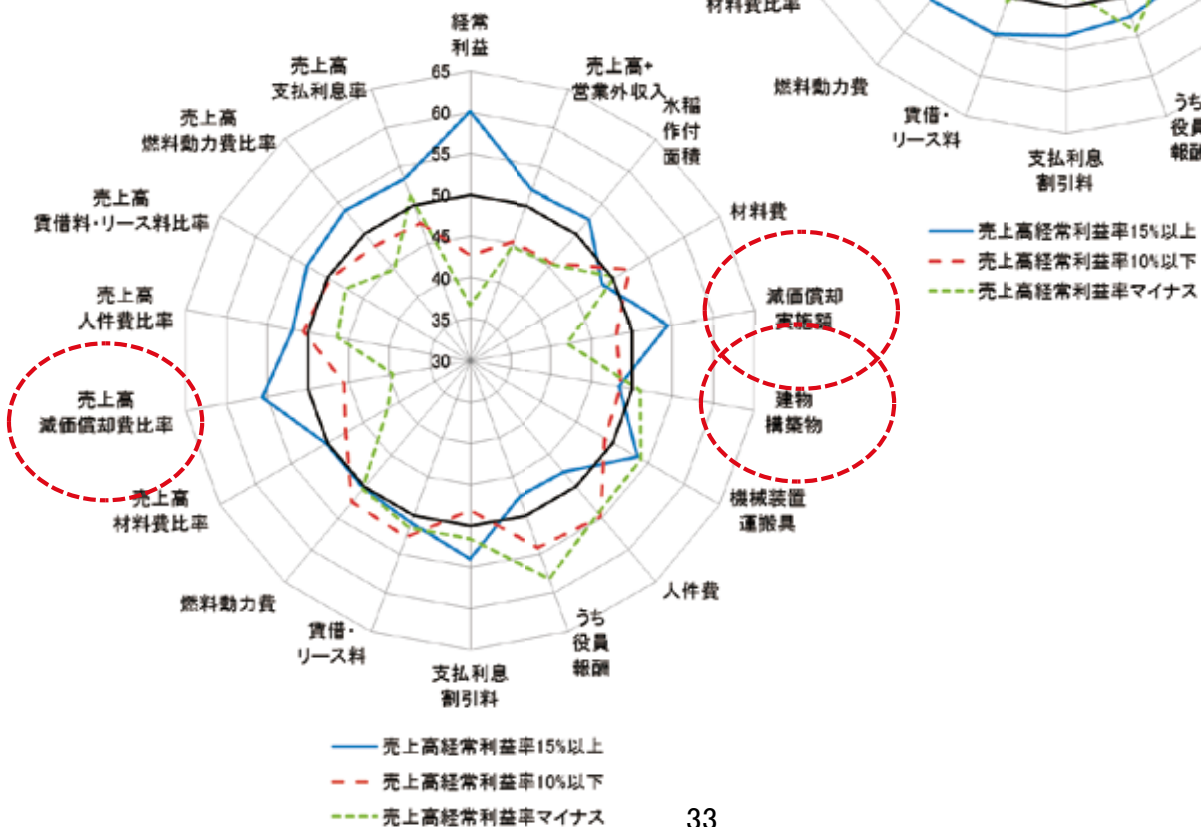 経常
利益
売上高+
営業外収入
水稲
作付
面積
材料費
減価償却
実施額
建物
構築物
機械装置
運搬具
人件費
うち
役員
報酬
支払利息
割引料
賃借・
リース料
燃料動力費
売上高
材料費比率
売上高
減価償却費比率
売上高
人件費比率
売上高
賃借料・リース料比率
売上高
燃料動力費比率
売上高
支払利息率
65
60
55
50
45
40
35
30
売上高経常利益率15%以上
売上高経常利益率10%以下
売上高経常利益率マイナス
材料費比率
燃料動力費
賃借・
リース料
支払利息
割引料
うち
役員
報酬
売上高経常利益率15%以上
売上高経常利益率10%以下
売上高経常利益率マイナス
33